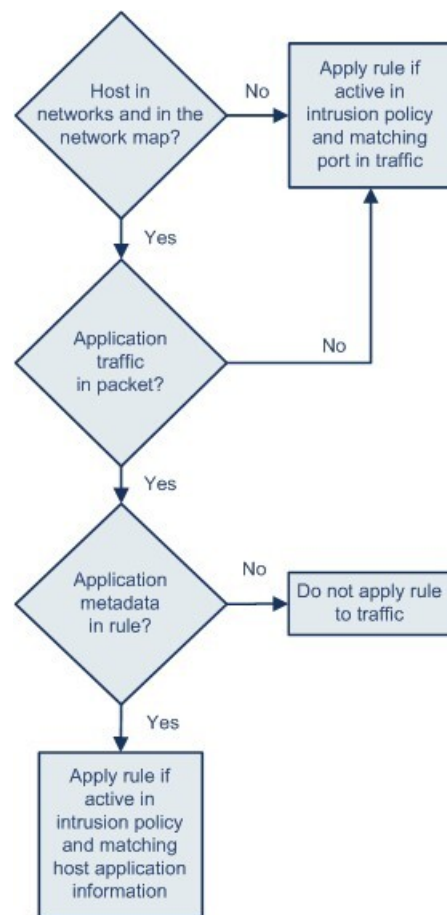 Host in
networks and in the
network map?
No
Apply rule if
active in
intrusion policy
and matching
port in traffic
Yes
Application
traffic
in packet?
No
Yes
Application
metadada
in rule?
No
Do not apply rule
to traffic
Yes
Apply rule if
active in
intrusion policy
and matching
host application
information